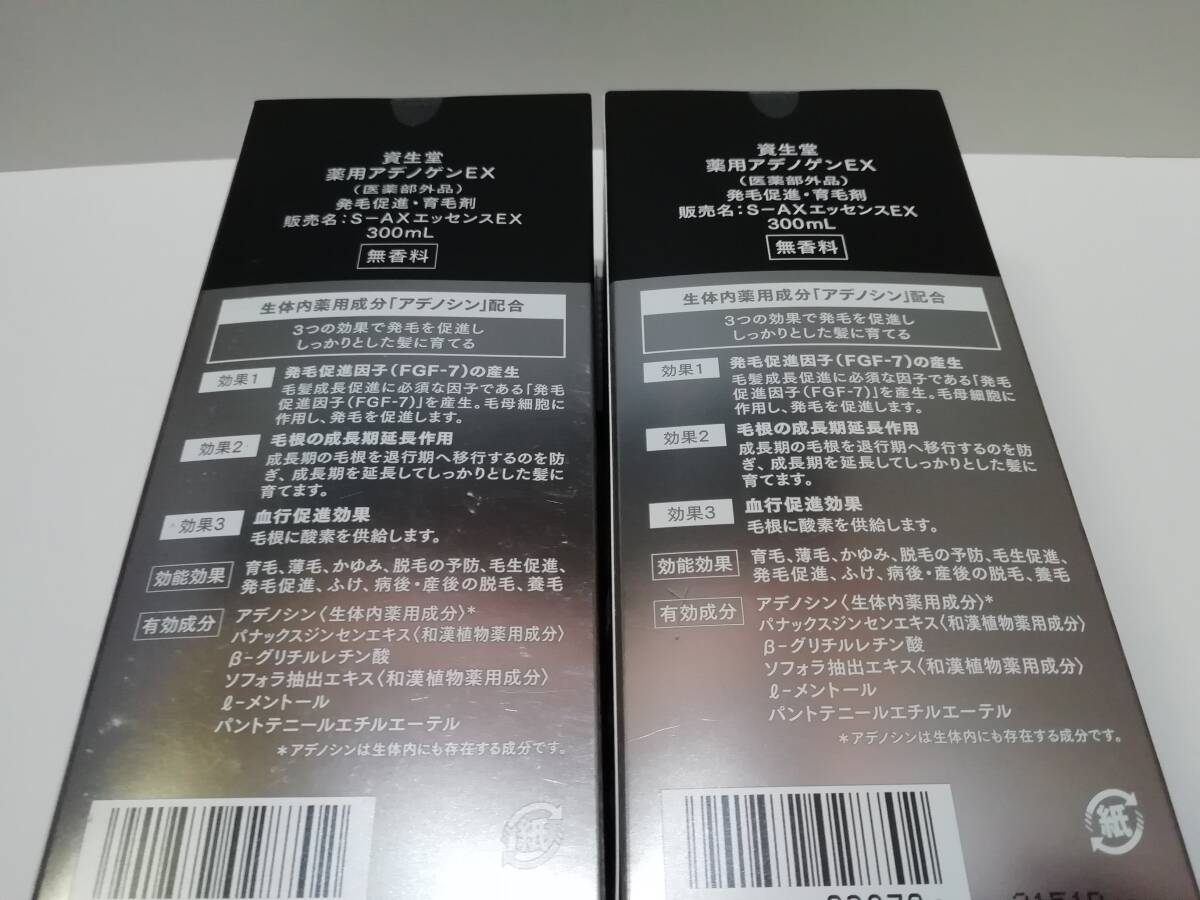 資生堂
薬用アデノゲンEX
（医薬部外品）
発毛促進・育毛剤
販売名：S－AXエッセンスEX
300mL
無香料
生体内薬用成分「アデノシン」配合
3つの効果で発毛を促進し
しっかりとした髪に育てる
効果1 発毛促進因子（FGF-7）の産生
毛髪成長促進に必須な因子である「発毛
促進因子（FGF-7）」を産生。毛母細胞に
作用し、発毛を促進します。
効果2 毛根の成長期延長作用
成長期の毛根を退行期へ移行するのを防
ぎ、成長期を延長してしっかりとした髪に
育てます。
効果3 血行促進効果
毛根に酸素を供給します。
効能効果 育毛、薄毛、かゆみ、脱毛の予防、毛生促進、
発毛促進、ふけ、病後・産後の脱毛、養毛
有効成分 アデノシン〈生体内薬用成分〉*
パナックスジンセンエキス〈和漢植物薬用成分〉
β-グリチルレチン酸
ソフォラ抽出エキス〈和漢植物薬用成分〉
ℓ-メントール
パントテニールエチルエーテル
*アデノシンは生体内にも存在する成分です。
紙
資生堂
薬用アデノゲンEX
（医薬部外品）
発毛促進・育毛剤
販売名：S－AXエッセンスEX
300mL
無香料
生体内薬用成分「アデノシン」配合
3つの効果で発毛を促進し
しっかりとした髪に育てる
効果1 発毛促進因子（FGF-7）の産生
毛髪成長促進に必須な因子である「発毛
促進因子（FGF-7）」を産生。毛母細胞に
作用し、発毛を促進します。
効果2 毛根の成長期延長作用
成長期の毛根を退行期へ移行するのを防
ぎ、成長期を延長してしっかりとした髪に
育てます。
効果3 血行促進効果
毛根に酸素を供給します。
効能効果 育毛、薄毛、かゆみ、脱毛の予防、毛生促進、
発毛促進、ふけ、病後・産後の脱毛、養毛
有効成分 アデノシン〈生体内薬用成分〉*
パナックスジンセンエキス〈和漢植物薬用成分〉
β-グリチルレチン酸
ソフォラ抽出エキス〈和漢植物薬用成分〉
ℓ-メントール
パントテニールエチルエーテル
*アデノシンは生体内にも存在する成分です。
紙